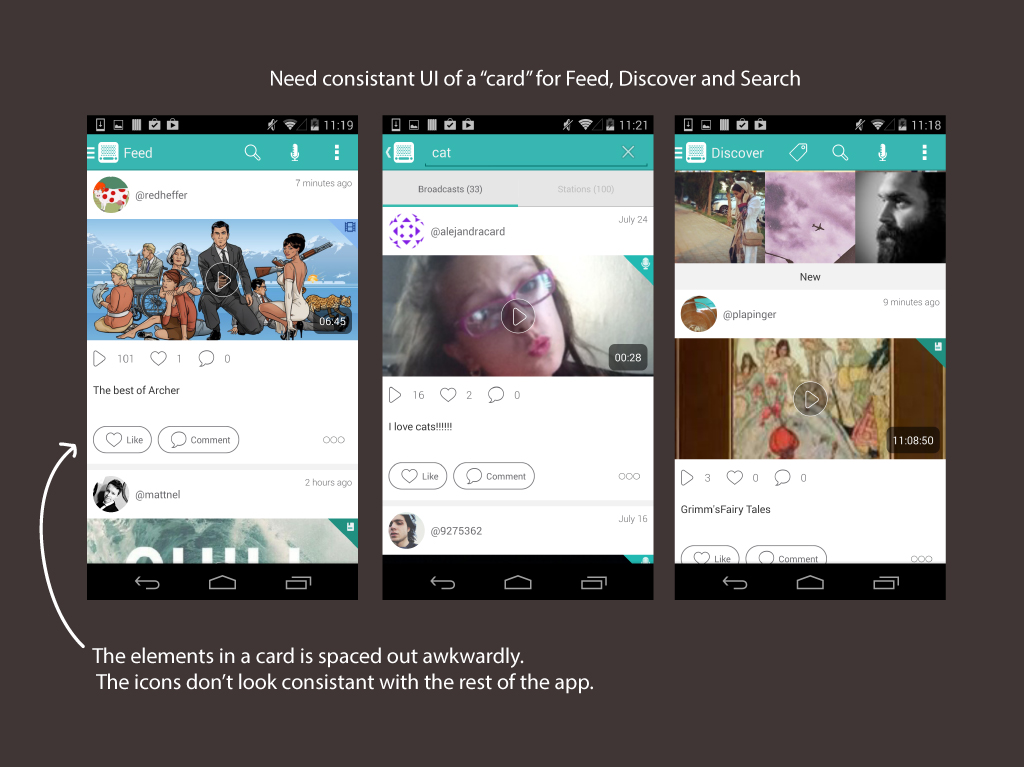 Need consistant UI of a “card” for Feed, Discover and Search
11:19
Feed
7 minutes ago
@redheffer
06:45
101 1 0
The best of Archer
Like Comment
2 hours ago
@mattnel
11:21
cat
Broadcasts (33) Stations (100)
July 24
@alejandracard
00:28
16 2 0
I love cats!!!!!!
Like Comment
July 16
@9275362
11:18
Discover
New
9 minutes ago
@plapinger
11:08:50
3 0 0
Grimm'sFairy Tales
Like Comment
The elements in a card is spaced out awkwardly.
The icons don’t look consistant with the rest of the app.